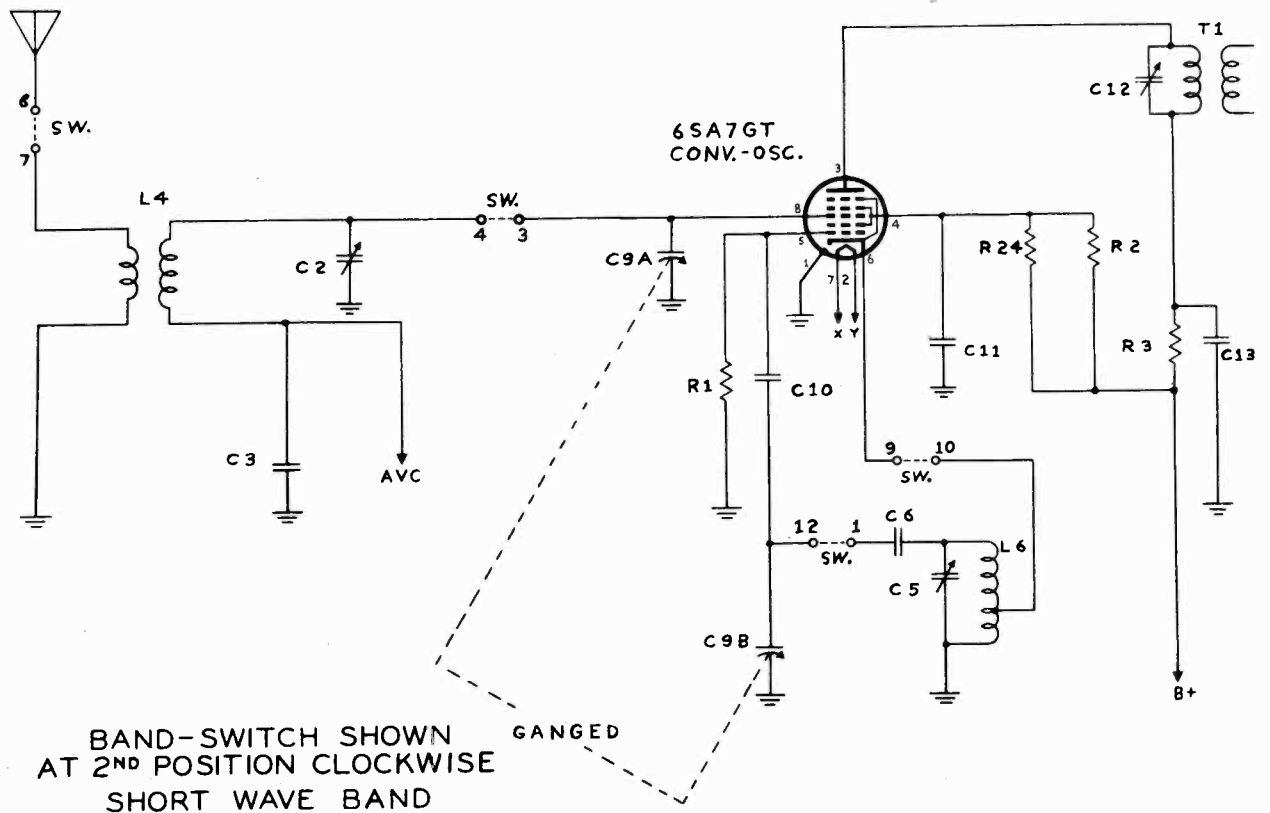 T1
C12
6SA7GT
CONV.-OSC.
6
SW.
7
3
L4
SW.
4 3
8
5
4
1
7 2
6
X Y
C2
C9A
R24
R2
R1
C10
C11
R3
C13
C3
AVC
9 10
SW.
12 1
SW.
C6
L6
C5
C9B
B+
GANGED
BAND-SWITCH SHOWN
AT 2ND POSITION CLOCKWISE
SHORT WAVE BAND